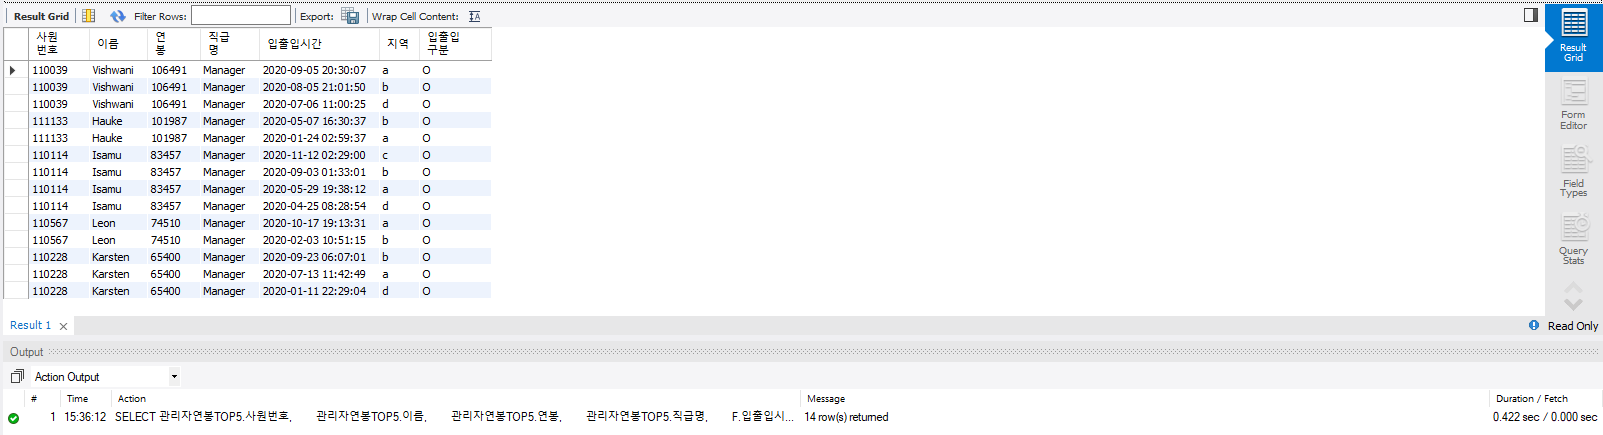 Result Grid Filter Rows: Export: Wrap Cell Content: IA
사원
번호 이름 연
봉 직급
명 입출입시간 지역 입출입
구분
110039 Vishwani 106491 Manager 2020-09-05 20:30:07 a O
110039 Vishwani 106491 Manager 2020-08-05 21:01:50 b O
110039 Vishwani 106491 Manager 2020-07-06 11:00:25 d O
111133 Hauke 101987 Manager 2020-05-07 16:30:37 b O
111133 Hauke 101987 Manager 2020-01-24 02:59:37 a O
110114 Isamu 83457 Manager 2020-11-12 02:29:00 c O
110114 Isamu 83457 Manager 2020-09-03 01:33:01 b O
110114 Isamu 83457 Manager 2020-05-29 19:38:12 a O
110114 Isamu 83457 Manager 2020-04-25 08:28:54 d O
110567 Leon 74510 Manager 2020-10-17 19:13:31 a O
110567 Leon 74510 Manager 2020-02-03 10:51:15 b O
110228 Karsten 65400 Manager 2020-09-23 06:07:01 b O
110228 Karsten 65400 Manager 2020-07-13 11:42:49 a O
110228 Karsten 65400 Manager 2020-01-11 22:29:04 d O
Result
Grid
Form
Editor
Field
Types
Query
Stats
Result 1 × Read Only
Output
Action Output
# Time Action Message Duration / Fetch
1 15:36:12 SELECT 관리자연봉TOP5.사원번호, 관리자연봉TOP5.이름, 관리자연봉TOP5.연봉, 관리자연봉TOP5.직급명, F.입출입시... 14 row(s) returned 0.422 sec / 0.000 sec